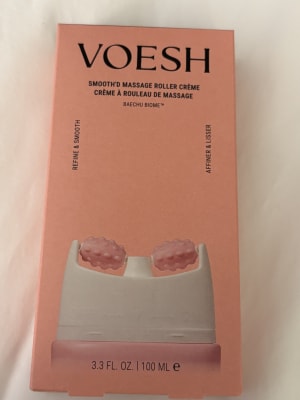 VOESH
SMOOTH'D MASSAGE ROLLER CRÈME
CRÈME À ROULEAU DE MASSAGE
BAECHU BIOME™
REFINE & SMOOTH
AFFINER & LISSER
3.3 FL. OZ. | 100 ML e